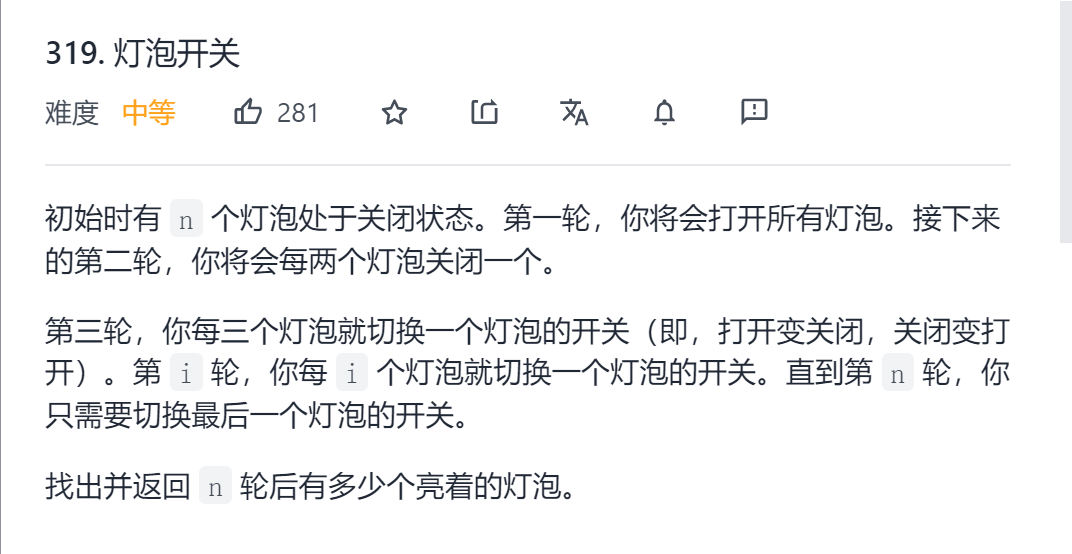 319. 灯泡开关
难度 中等 281
初始时有 n 个灯泡处于关闭状态。第一轮，你将会打开所有灯泡。接下来
的第二轮，你将会每两个灯泡关闭一个。
第三轮，你每三个灯泡就切换一个灯泡的开关（即，打开变关闭，关闭变打
开）。第 i 轮，你每 i 个灯泡就切换一个灯泡的开关。直到第 n 轮，你
只需要切换最后一个灯泡的开关。
找出并返回 n 轮后有多少个亮着的灯泡。